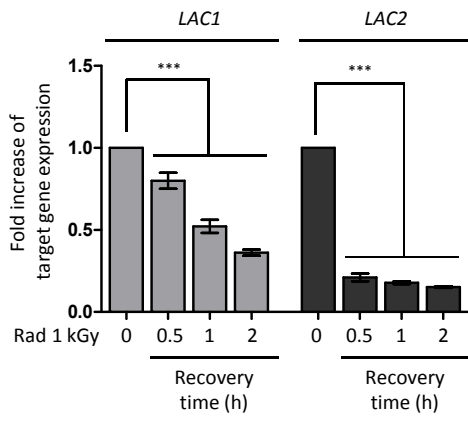 LAC1 LAC2
Fold increase of
target gene expression
1.5
1.0
0.5
0.0
*** ***
Rad 1 kGy 0 0.5 1 2 0 0.5 1 2
Recovery Recovery
time (h) time (h)